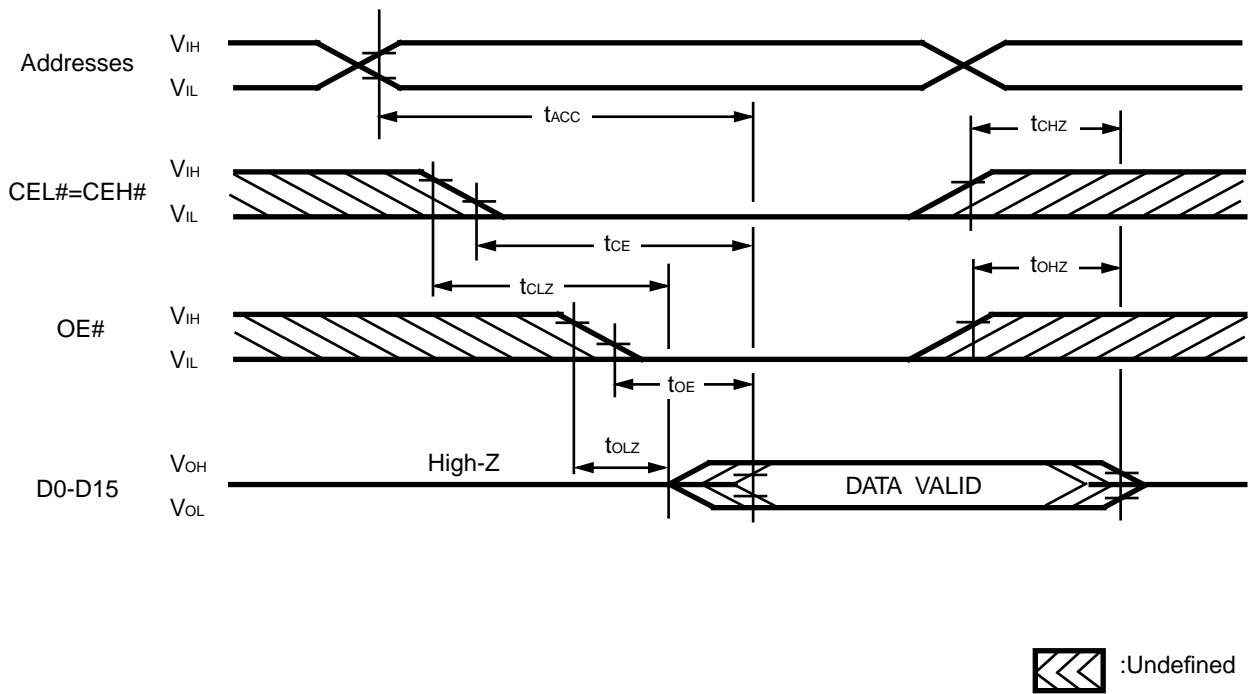 Addresses
VIH
VIL
tACC
tCHZ
CEL#=CEH#
VIH
VIL
tCE
tCLZ
tOHZ
OE#
VIH
VIL
tOE
tOLZ
D0-D15
VOH
VOL
High-Z
DATA VALID
:Undefined